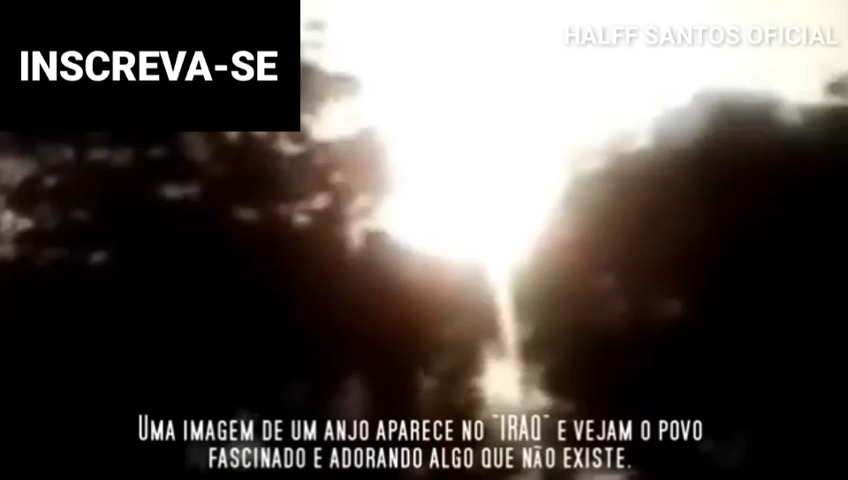 INSCREVA-SE
HALFF SANTOS OFICIAL
UMA IMAGEM DE UM ANJO APARECE NO "IRAQ" E VEJAM O POVO
FASCINADO E ADORANDO ALGO QUE NÃO EXISTE.